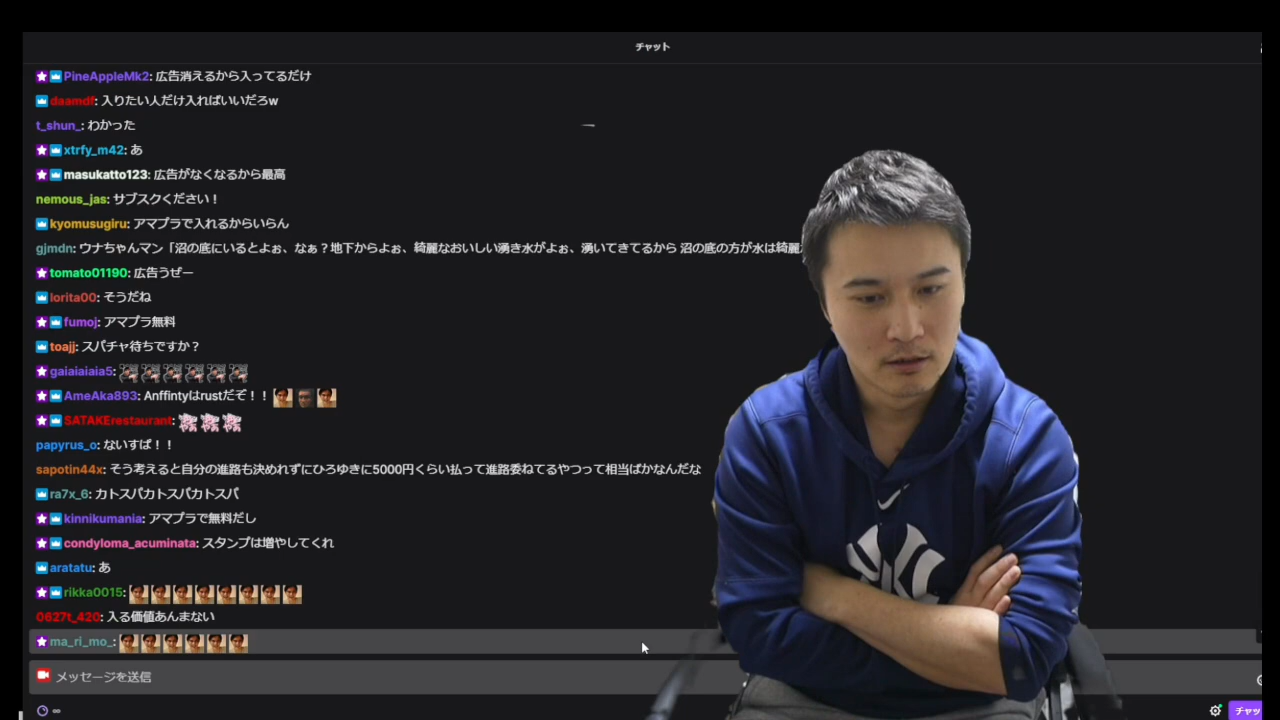 チャット
PineAppleMk2: 広告消えるから入ってるだけ
daamdf: 入りたい人だけ入ればいいだろw
t_shun_: わかった
xtrfy_m42: あ
masukatto123: 広告がなくなるから最高
nemous_jas: サブスクください！
kyomusugiru: アマプラで入れるからいらん
gjmdn: ウナちゃんマン「沼の底にいるとよぉ、なぁ？地下からよぉ、綺麗なおいしい湧き水がよぉ、湧いてきてるから 沼の底の方が水は綺麗
tomato01190: 広告うぜー
lorita00: そうだね
fumoj: アマプラ無料
toajj: スパチャ待ちですか？
gaiaiaiaia5:
AmeAka893: Anffintyはrustだぞ！！
SATAKErestaurant:
papyrus_o: ないすぱ！！
sapotin44x: そう考えると自分の進路も決めれずにひろゆきに5000円くらい払って進路委ねてるやつって相当ばかなんだな
ra7x_6: カトスパカトスパカトスパ
kinnikumania: アマプラで無料だし
condyloma_acuminata: スタンプは増やしてくれ
aratatu: あ
rikka0015:
0627t_420: 入る価値あんまない
ma_ri_mo_:
メッセージを送信
∞
チャッ